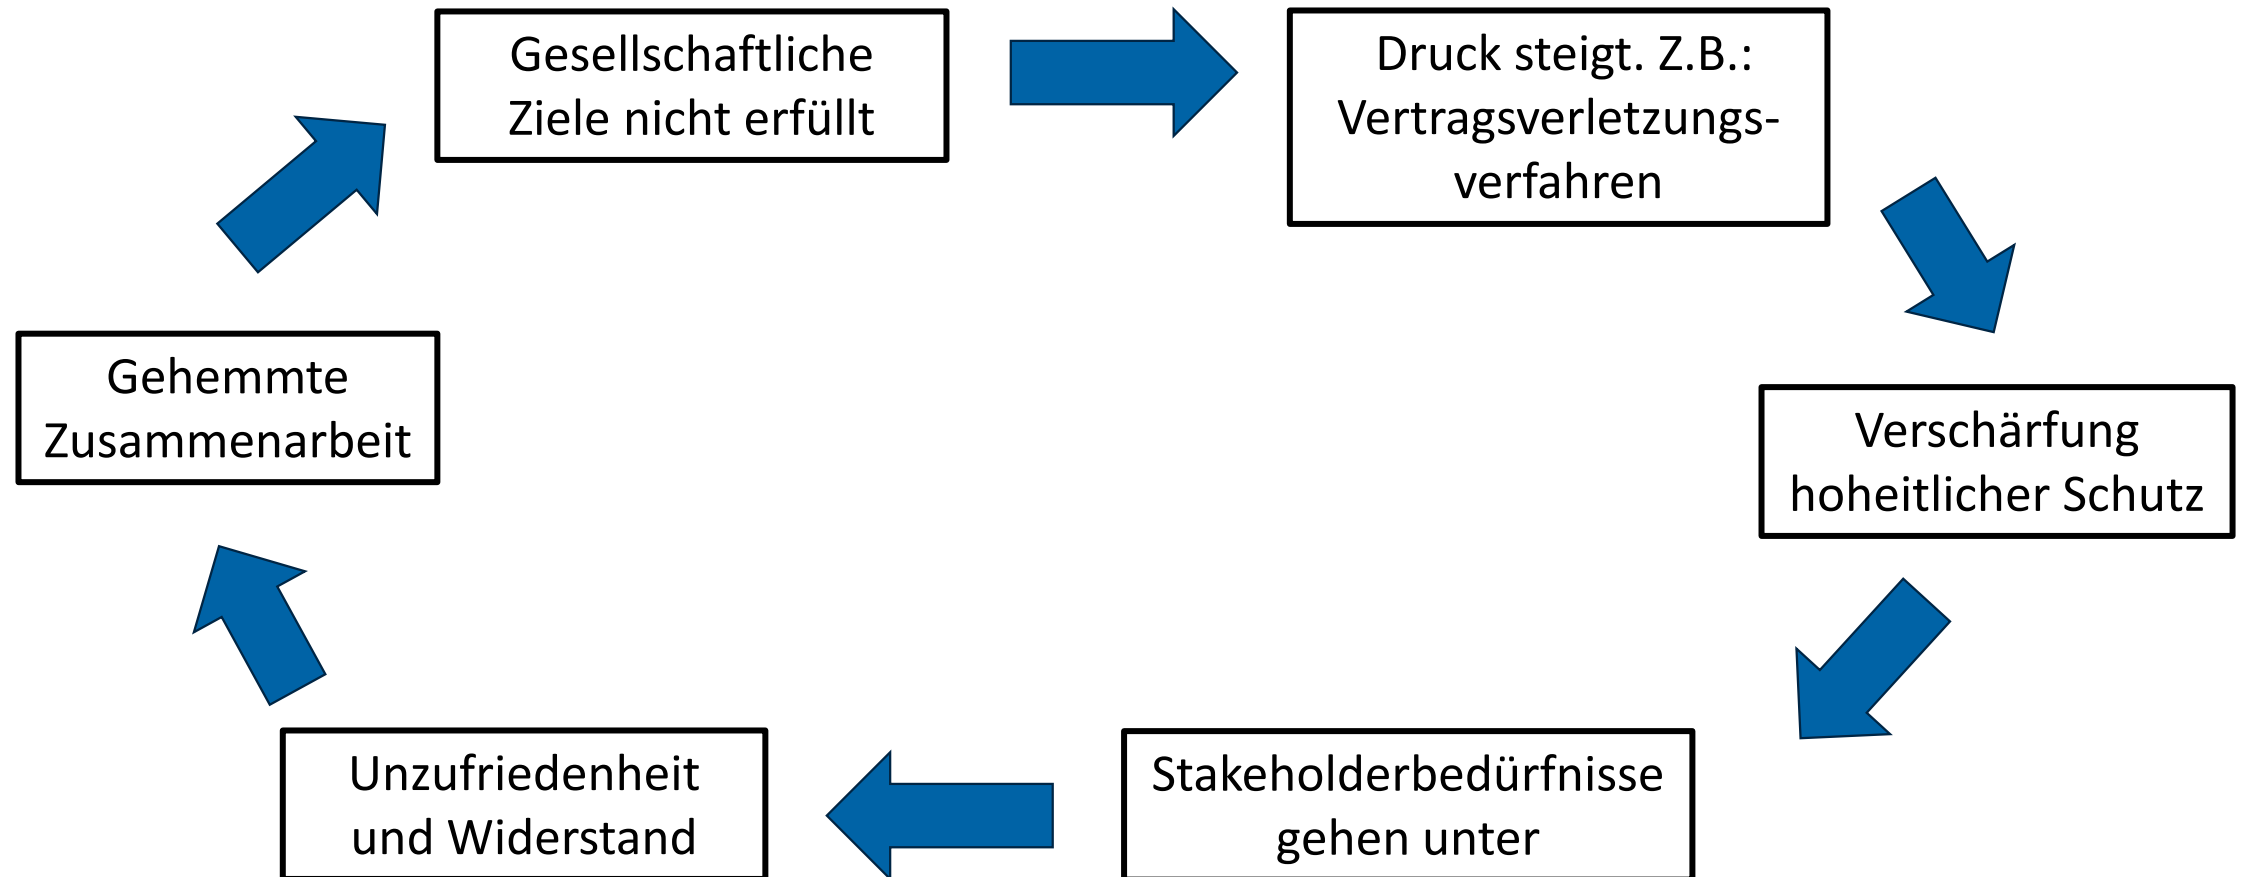 Gesellschaftliche
Ziele nicht erfüllt
Druck steigt. Z.B.:
Vertragsverletzungs-
verfahren
Verschärfung
hoheitlicher Schutz
Stakeholderbedürfnisse
gehen unter
Unzufriedenheit
und Widerstand
Gehemmte
Zusammenarbeit